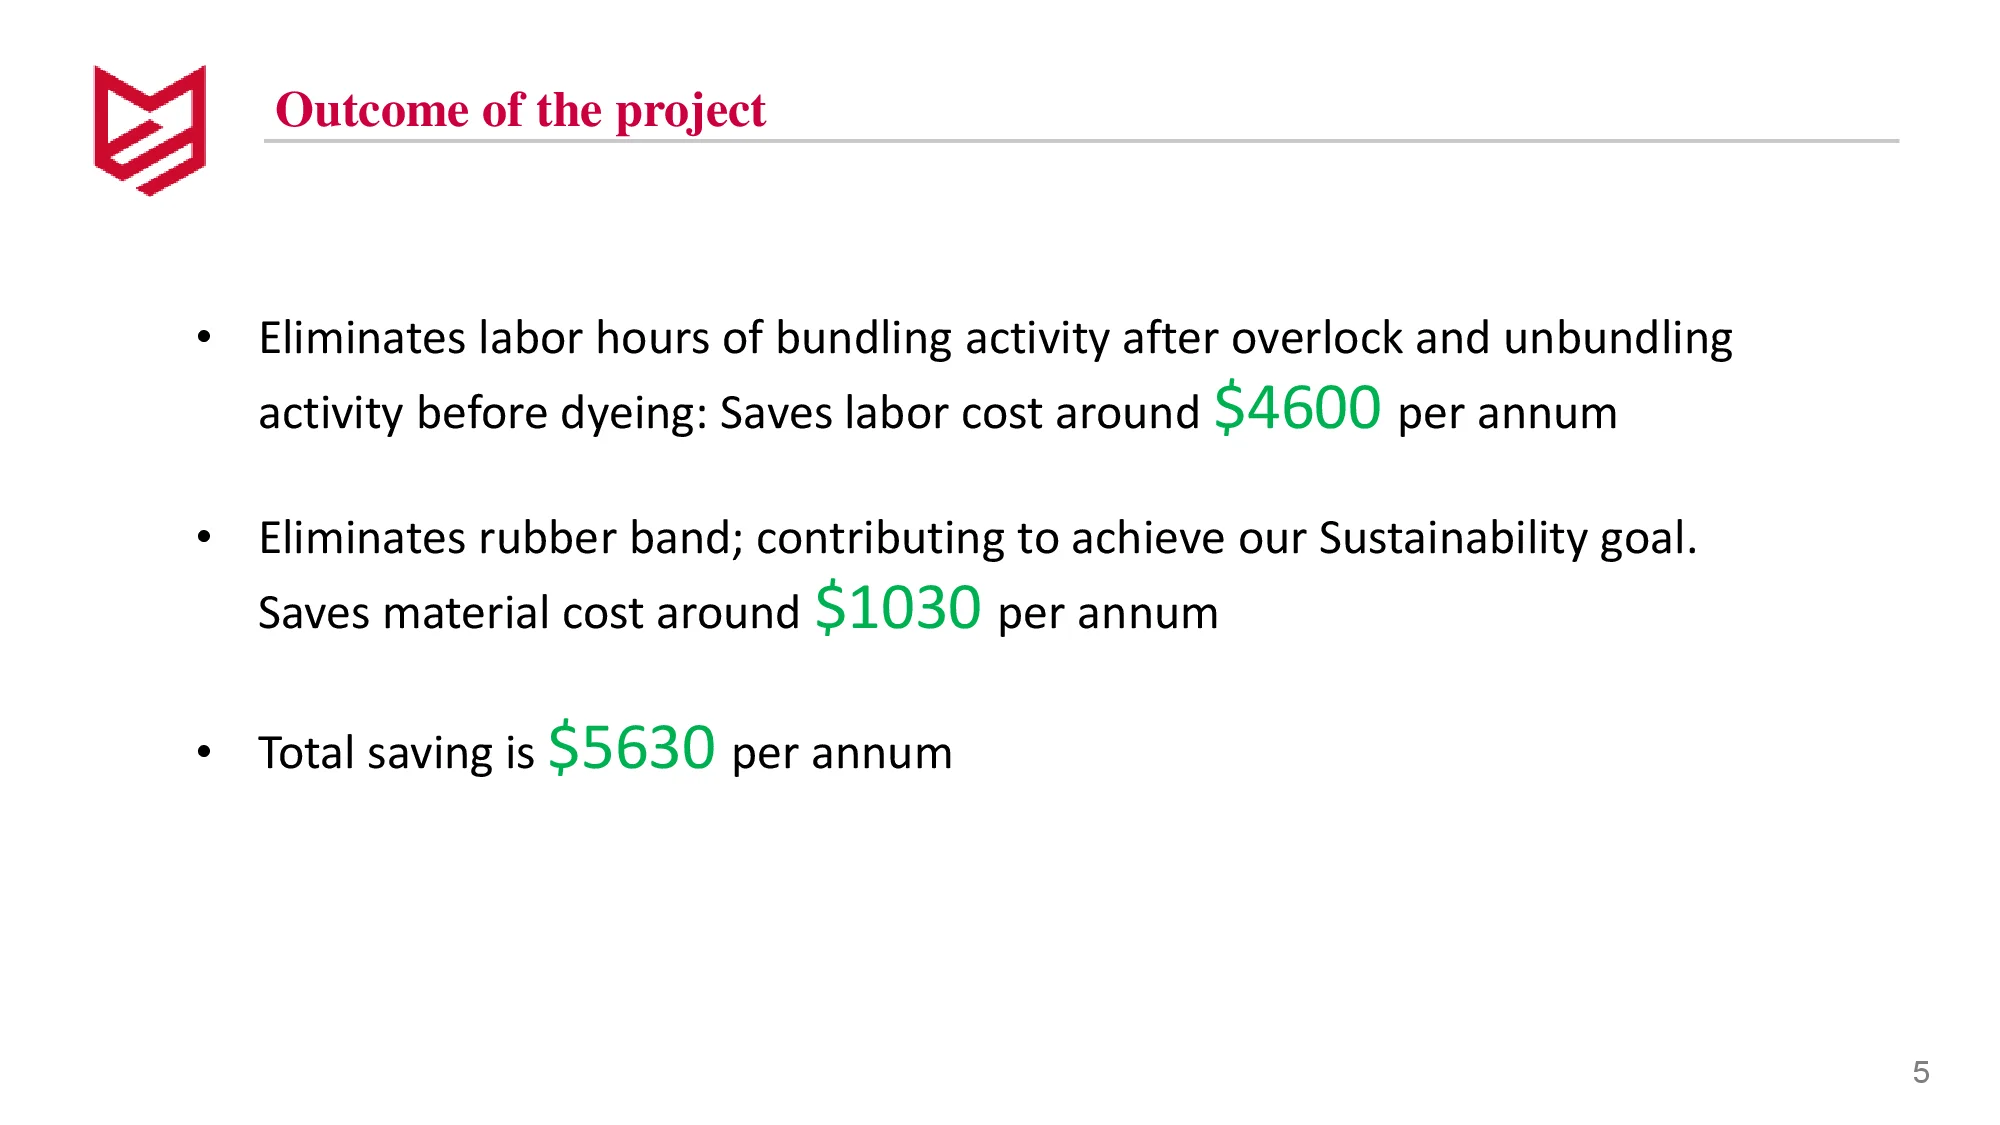 Outcome of the project
• Eliminates labor hours of bundling activity after overlock and unbundling
activity before dyeing: Saves labor cost around $4600 per annum
• Eliminates rubber band; contributing to achieve our Sustainability goal.
Saves material cost around $1030 per annum
• Total saving is $5630 per annum
5